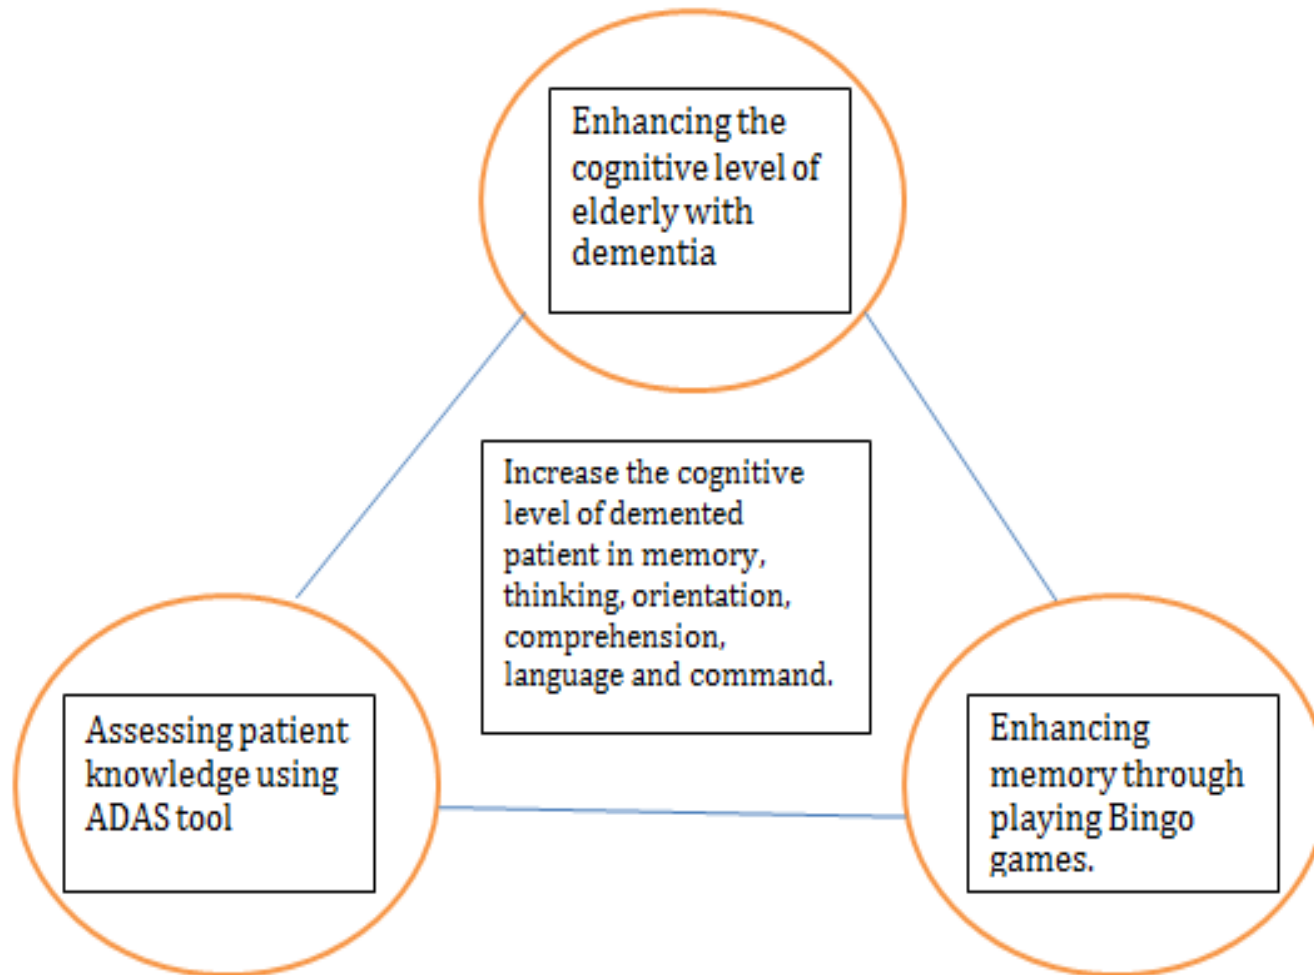 Enhancing the
cognitive level of
elderly with
dementia
Increase the cognitive
level of demented
patient in memory,
thinking, orientation,
comprehension,
language and command.
Assessing patient
knowledge using
ADAS tool
Enhancing
memory through
playing Bingo
games.